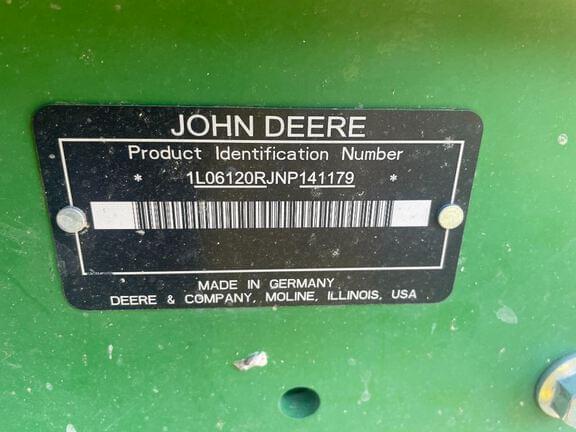 JOHN DEERE
Product Identification Number
* 1L06120RJNP141179 *
MADE IN GERMANY
DEERE & COMPANY, MOLINE, ILLINOIS, USA